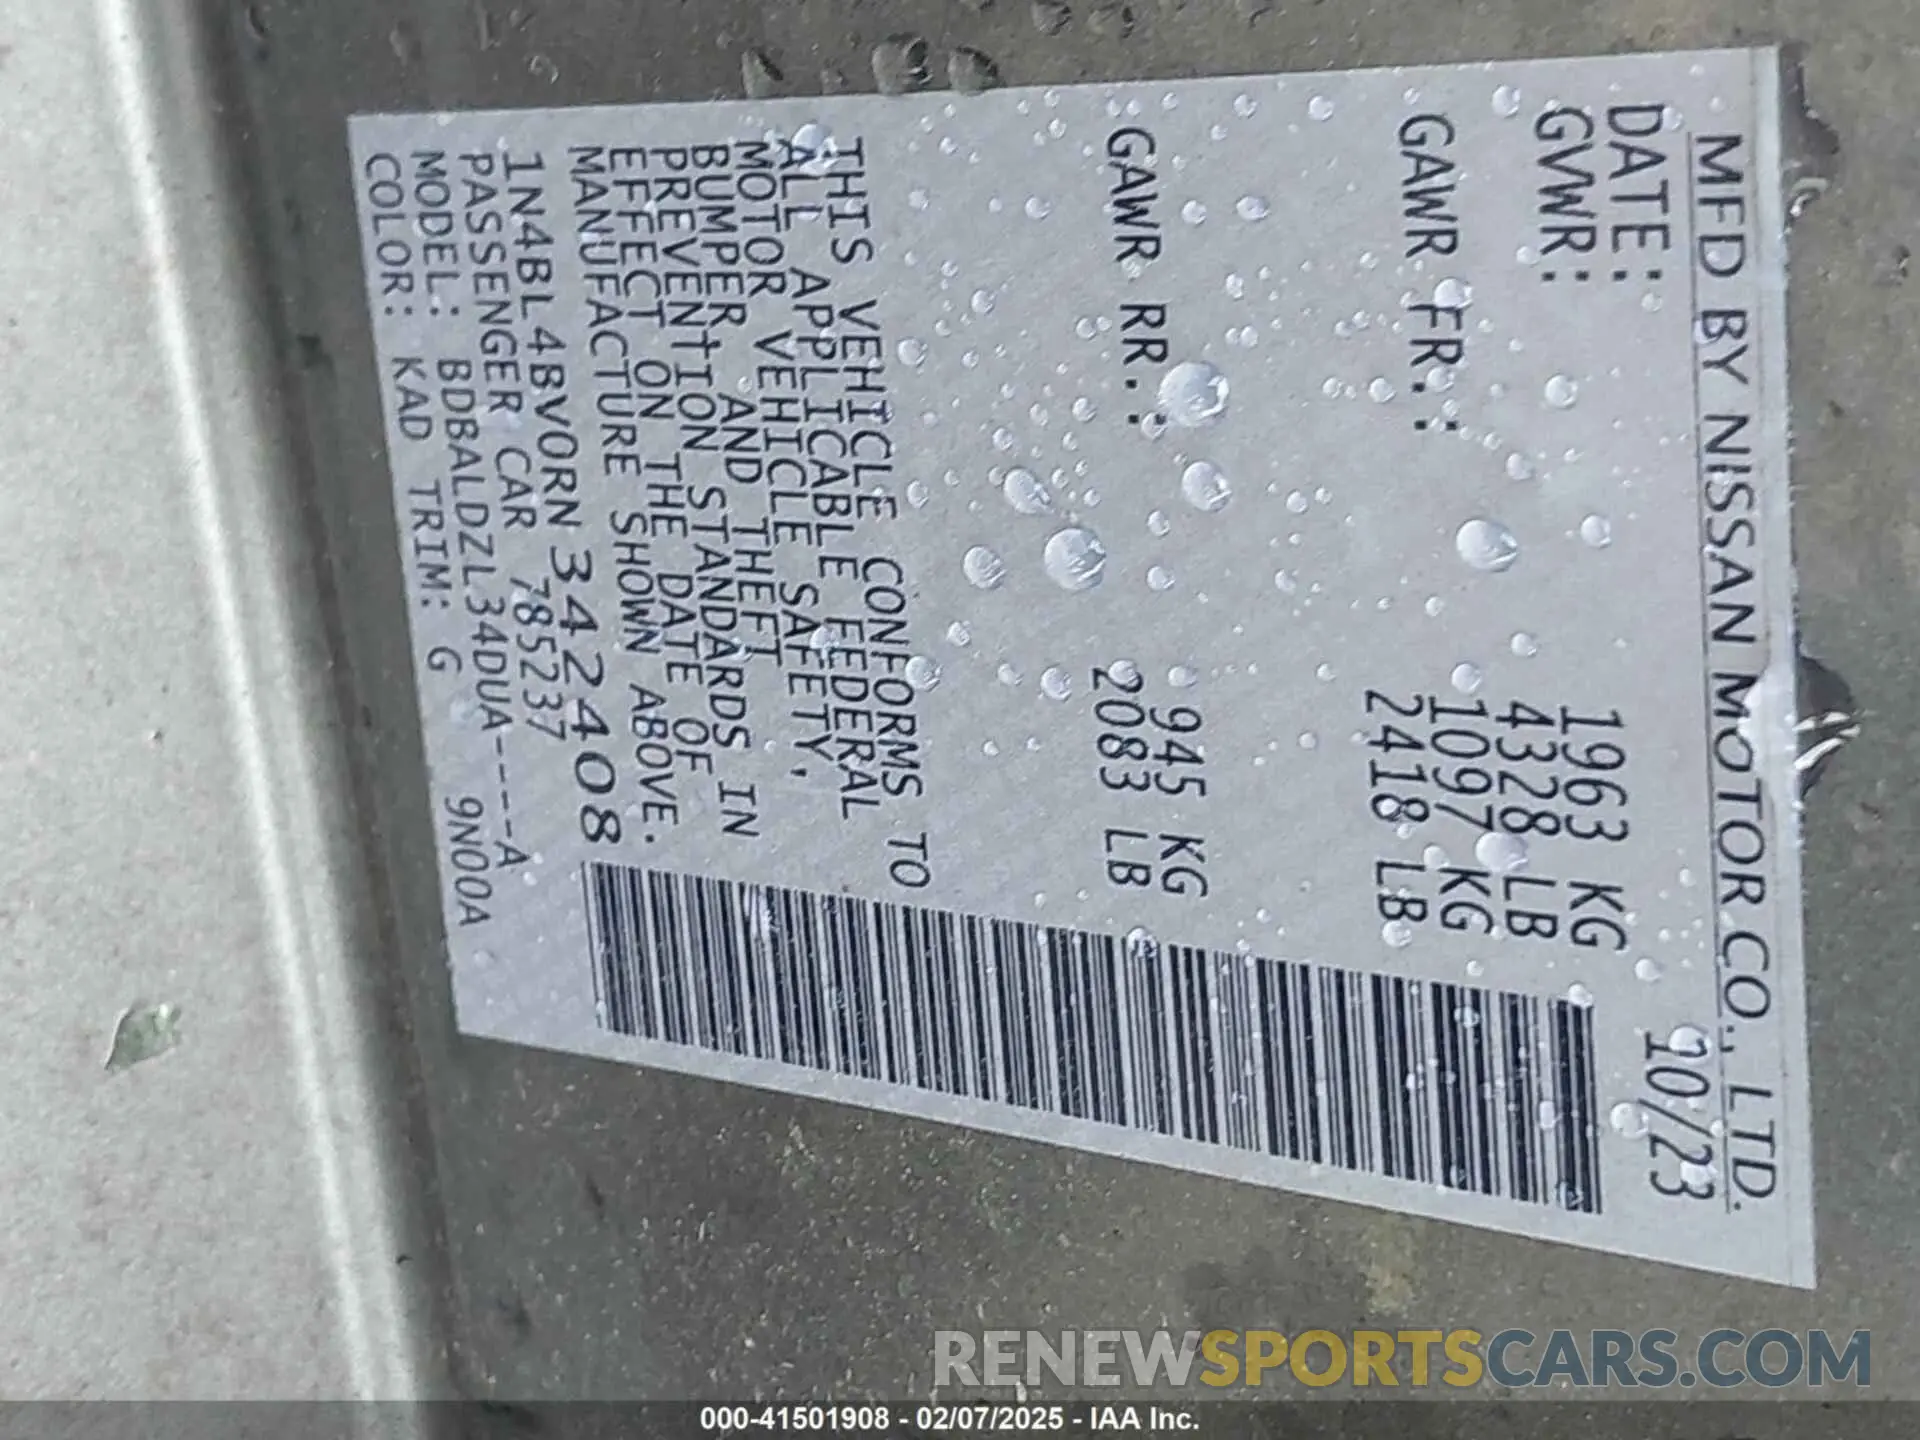 MFD BY NISSAN MOTOR CO., LTD.
DATE: 10/23
GVWR: 1963 KG
4328 LB
GAWR FR.: 1097 KG
2418 LB
GAWR RR.: 945 KG
2083 LB
THIS VEHICLE CONFORMS TO
ALL APPLICABLE FEDERAL
MOTOR VEHICLE SAFETY,
BUMPER, AND THEFT
PREVENTION STANDARDS IN
EFFECT ON THE DATE OF
MANUFACTURE SHOWN ABOVE.
1N4BL4BV0RN342408
PASSENGER CAR 785237
MODEL: BDBALDZL34DUA----A
COLOR: KAD TRIM: G 9N00A
RENEWSPORTSCARS.COM
000-41501908 - 02/07/2025 - IAA Inc.